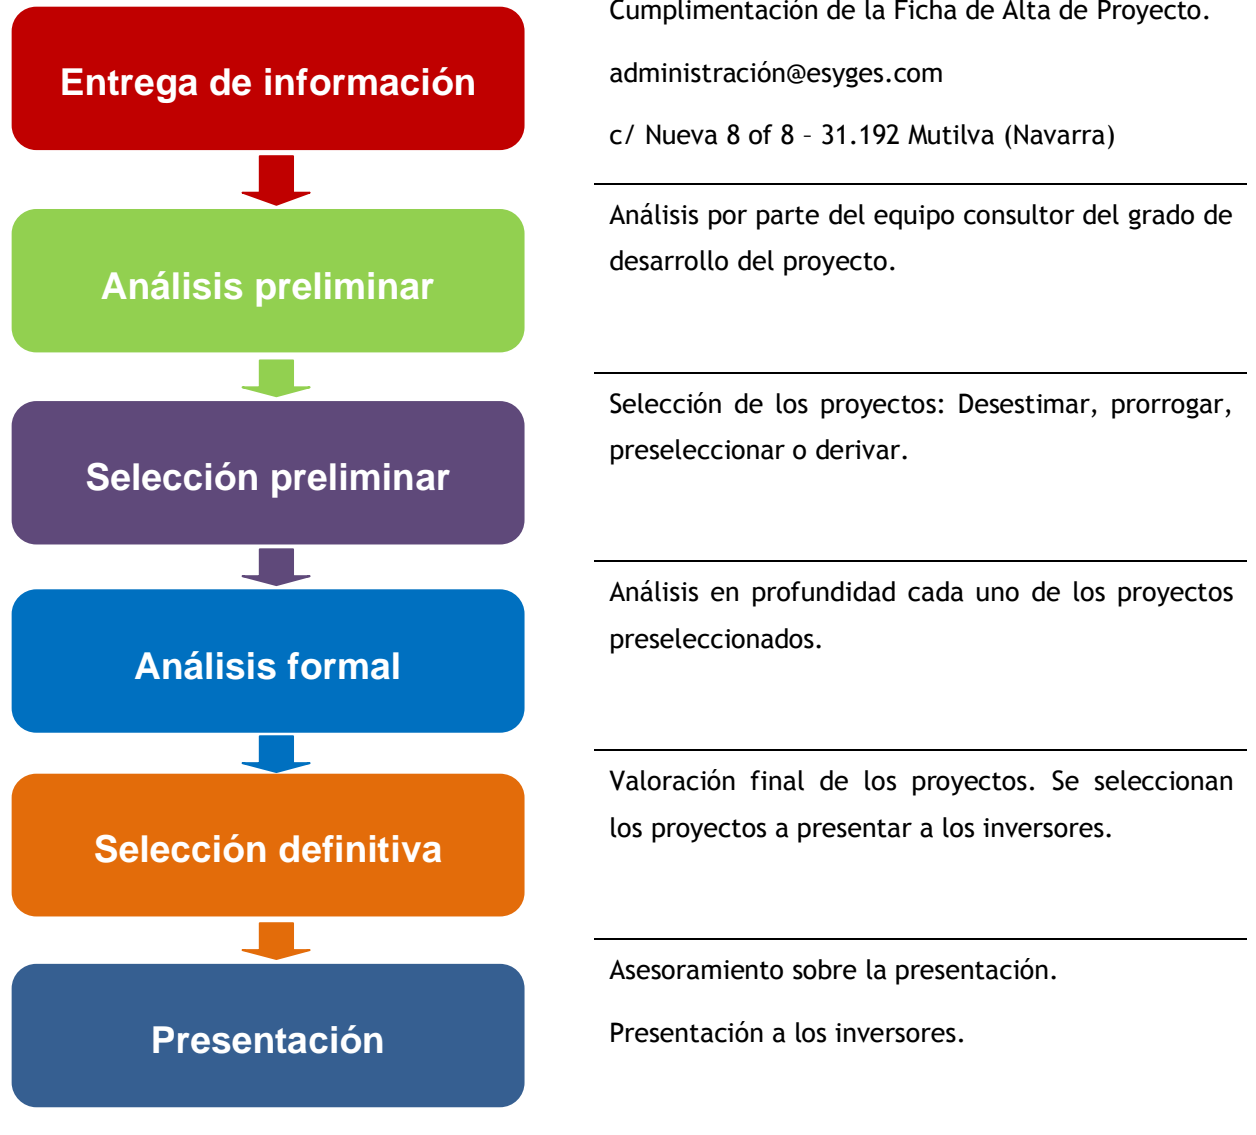 Cumplimentación de la Ficha de Alta de Proyecto.
Entrega de información
administración@esyges.com
c/ Nueva 8 of 8 – 31.192 Mutilva (Navarra)
Análisis preliminar
Análisis por parte del equipo consultor del grado de
desarrollo del proyecto.
Selección preliminar
Selección de los proyectos: Desestimar, prorrogar,
preseleccionar o derivar.
Análisis formal
Análisis en profundidad cada uno de los proyectos
preseleccionados.
Selección definitiva
Valoración final de los proyectos. Se seleccionan
los proyectos a presentar a los inversores.
Presentación
Asesoramiento sobre la presentación.
Presentación a los inversores.